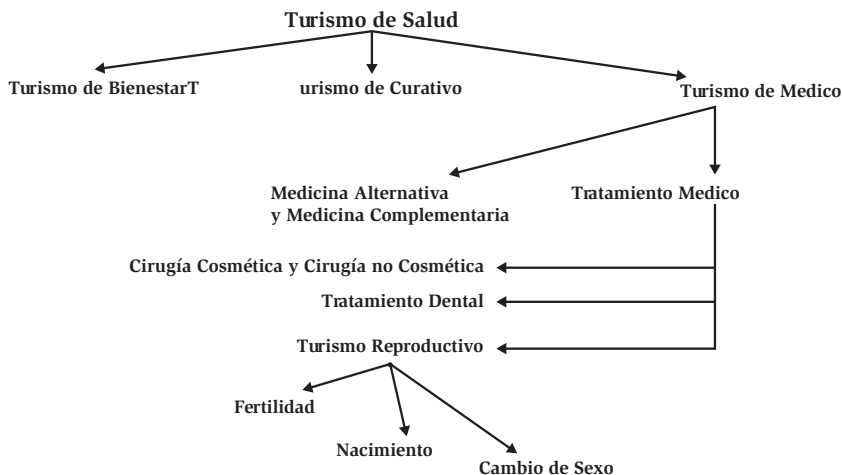 Turismo de Salud
Turismo de BienestarT
urismo de Curativo
Turismo de Medico
Medicina Alternativa
y Medicina Complementaria
Tratamiento Medico
Cirugía Cosmética y Cirugía no Cosmética
Tratamiento Dental
Turismo Reproductivo
Fertilidad
Nacimiento
Cambio de Sexo